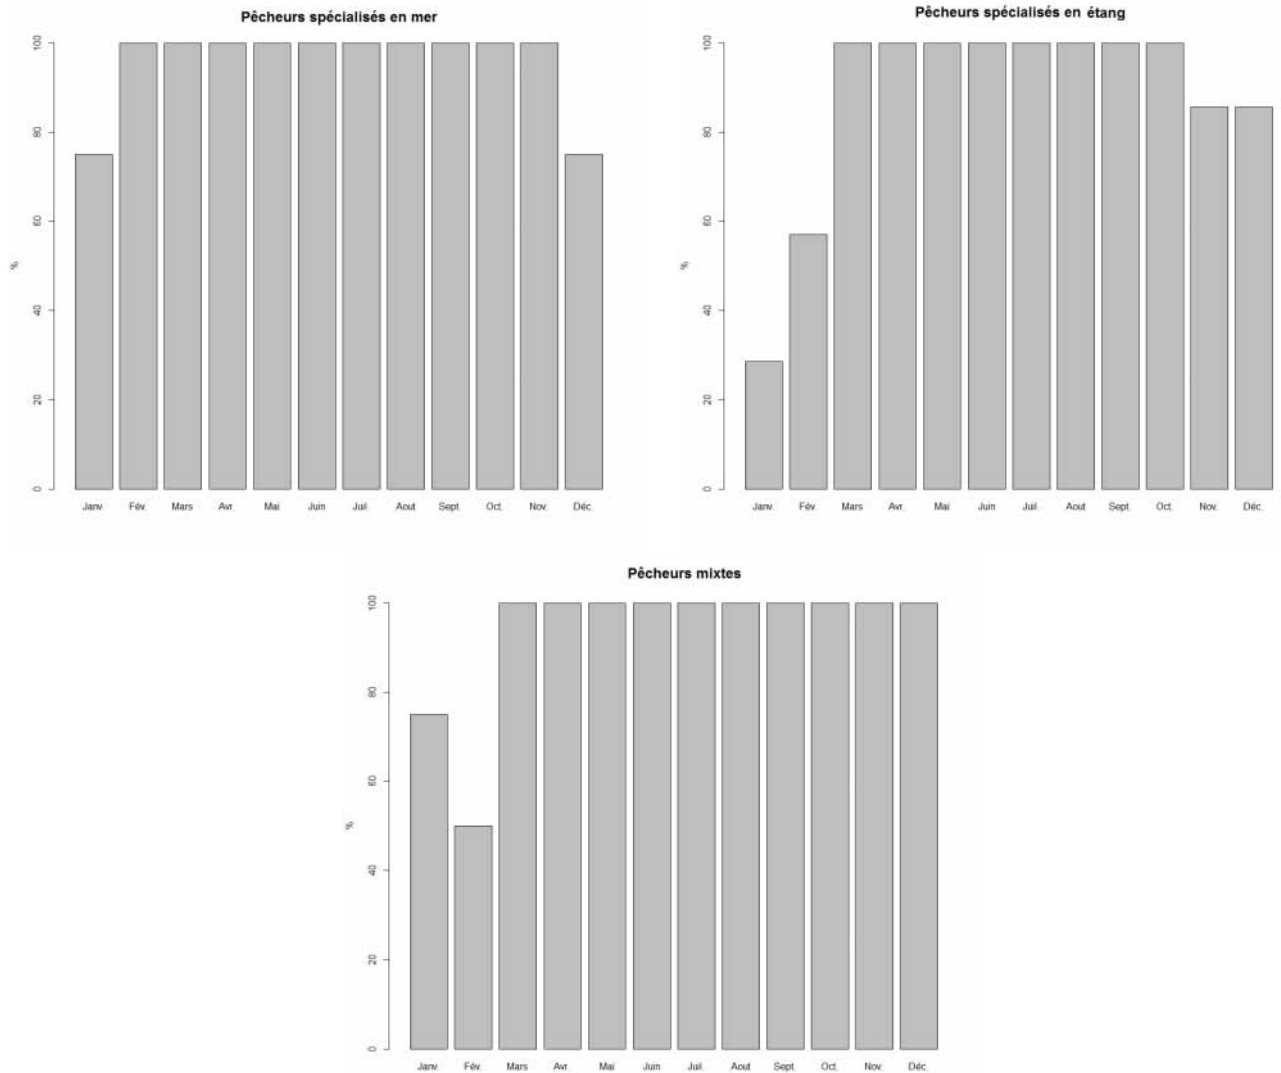 Pêcheurs spécialisés en mer
%
0 20 40 60 80 100
Janv. Fév. Mars Avr. Mai Juin Juil. Aout Sept. Oct. Nov. Déc.
Pêcheurs spécialisés en étang
%
0 20 40 60 80 100
Janv. Fév. Mars Avr. Mai Juin Juil. Aout Sept. Oct. Nov. Déc.
Pêcheurs mixtes
%
0 20 40 60 80 100
Janv. Fév. Mars Avr. Mai Juin Juil. Aout Sept. Oct. Nov. Déc.